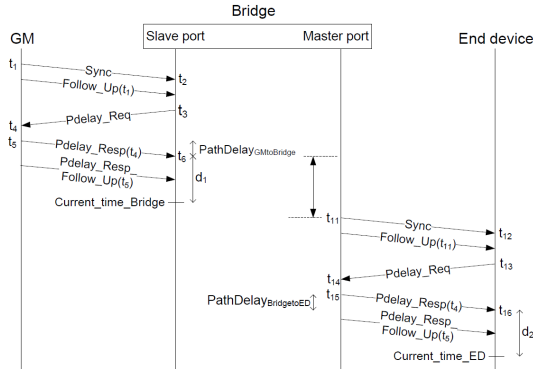 Bridge
GM
Slave port
Master port
End device
t1
Sync
t2
Follow_Up(t1)
t3
Pdelay_Req
t4
t5
Pdelay_Resp(t4)
t6
PathDelayGMtoBridge
Pdelay_Resp_
Follow_Up(t5)
d1
Current_time_Bridge
t11
Sync
t12
Follow_Up(t11)
t13
Pdelay_Req
t14
t15
PathDelayBridgetoED
Pdelay_Resp(t4)
t16
Pdelay_Resp_
Follow_Up(t5)
d2
Current_time_ED